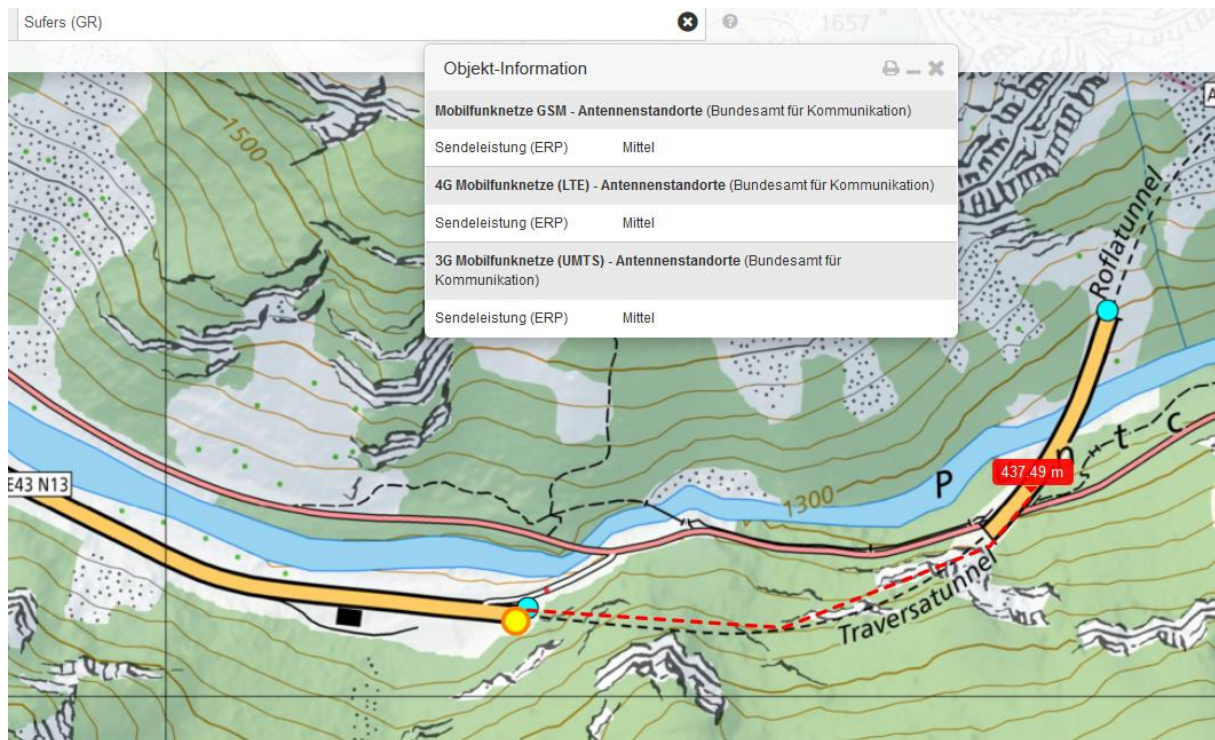 Sufers (GR)
1657
Objekt-Information
Mobilfunknetze GSM - Antennenstandorte (Bundesamt für Kommunikation)
Sendeleistung (ERP) Mittel
4G Mobilfunknetze (LTE) - Antennenstandorte (Bundesamt für Kommunikation)
Sendeleistung (ERP) Mittel
3G Mobilfunknetze (UMTS) - Antennenstandorte (Bundesamt für
Kommunikation)
Sendeleistung (ERP) Mittel
A
1500
Roflatunnel
E43 N13
437.49 m
1300
P n t c
Traversatunnel